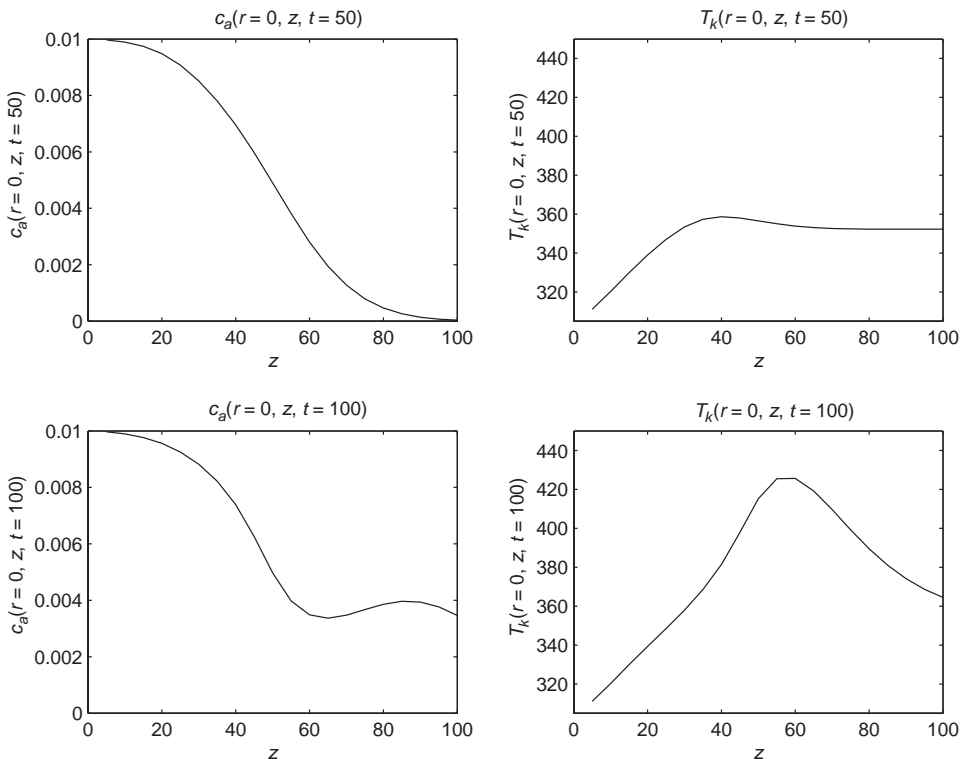 c_a(r = 0, z, t = 50)
c_a(r = 0, z, t = 50)
0.01
0.008
0.006
0.004
0.002
0
0 20 40 60 80 100
z
T_k(r = 0, z, t = 50)
T_k(r = 0, z, t = 50)
440
420
400
380
360
340
320
0 20 40 60 80 100
z
c_a(r = 0, z, t = 100)
c_a(r = 0, z, t = 100)
0.01
0.008
0.006
0.004
0.002
0
0 20 40 60 80 100
z
T_k(r = 0, z, t = 100)
T_k(r = 0, z, t = 100)
440
420
400
380
360
340
320
0 20 40 60 80 100
z